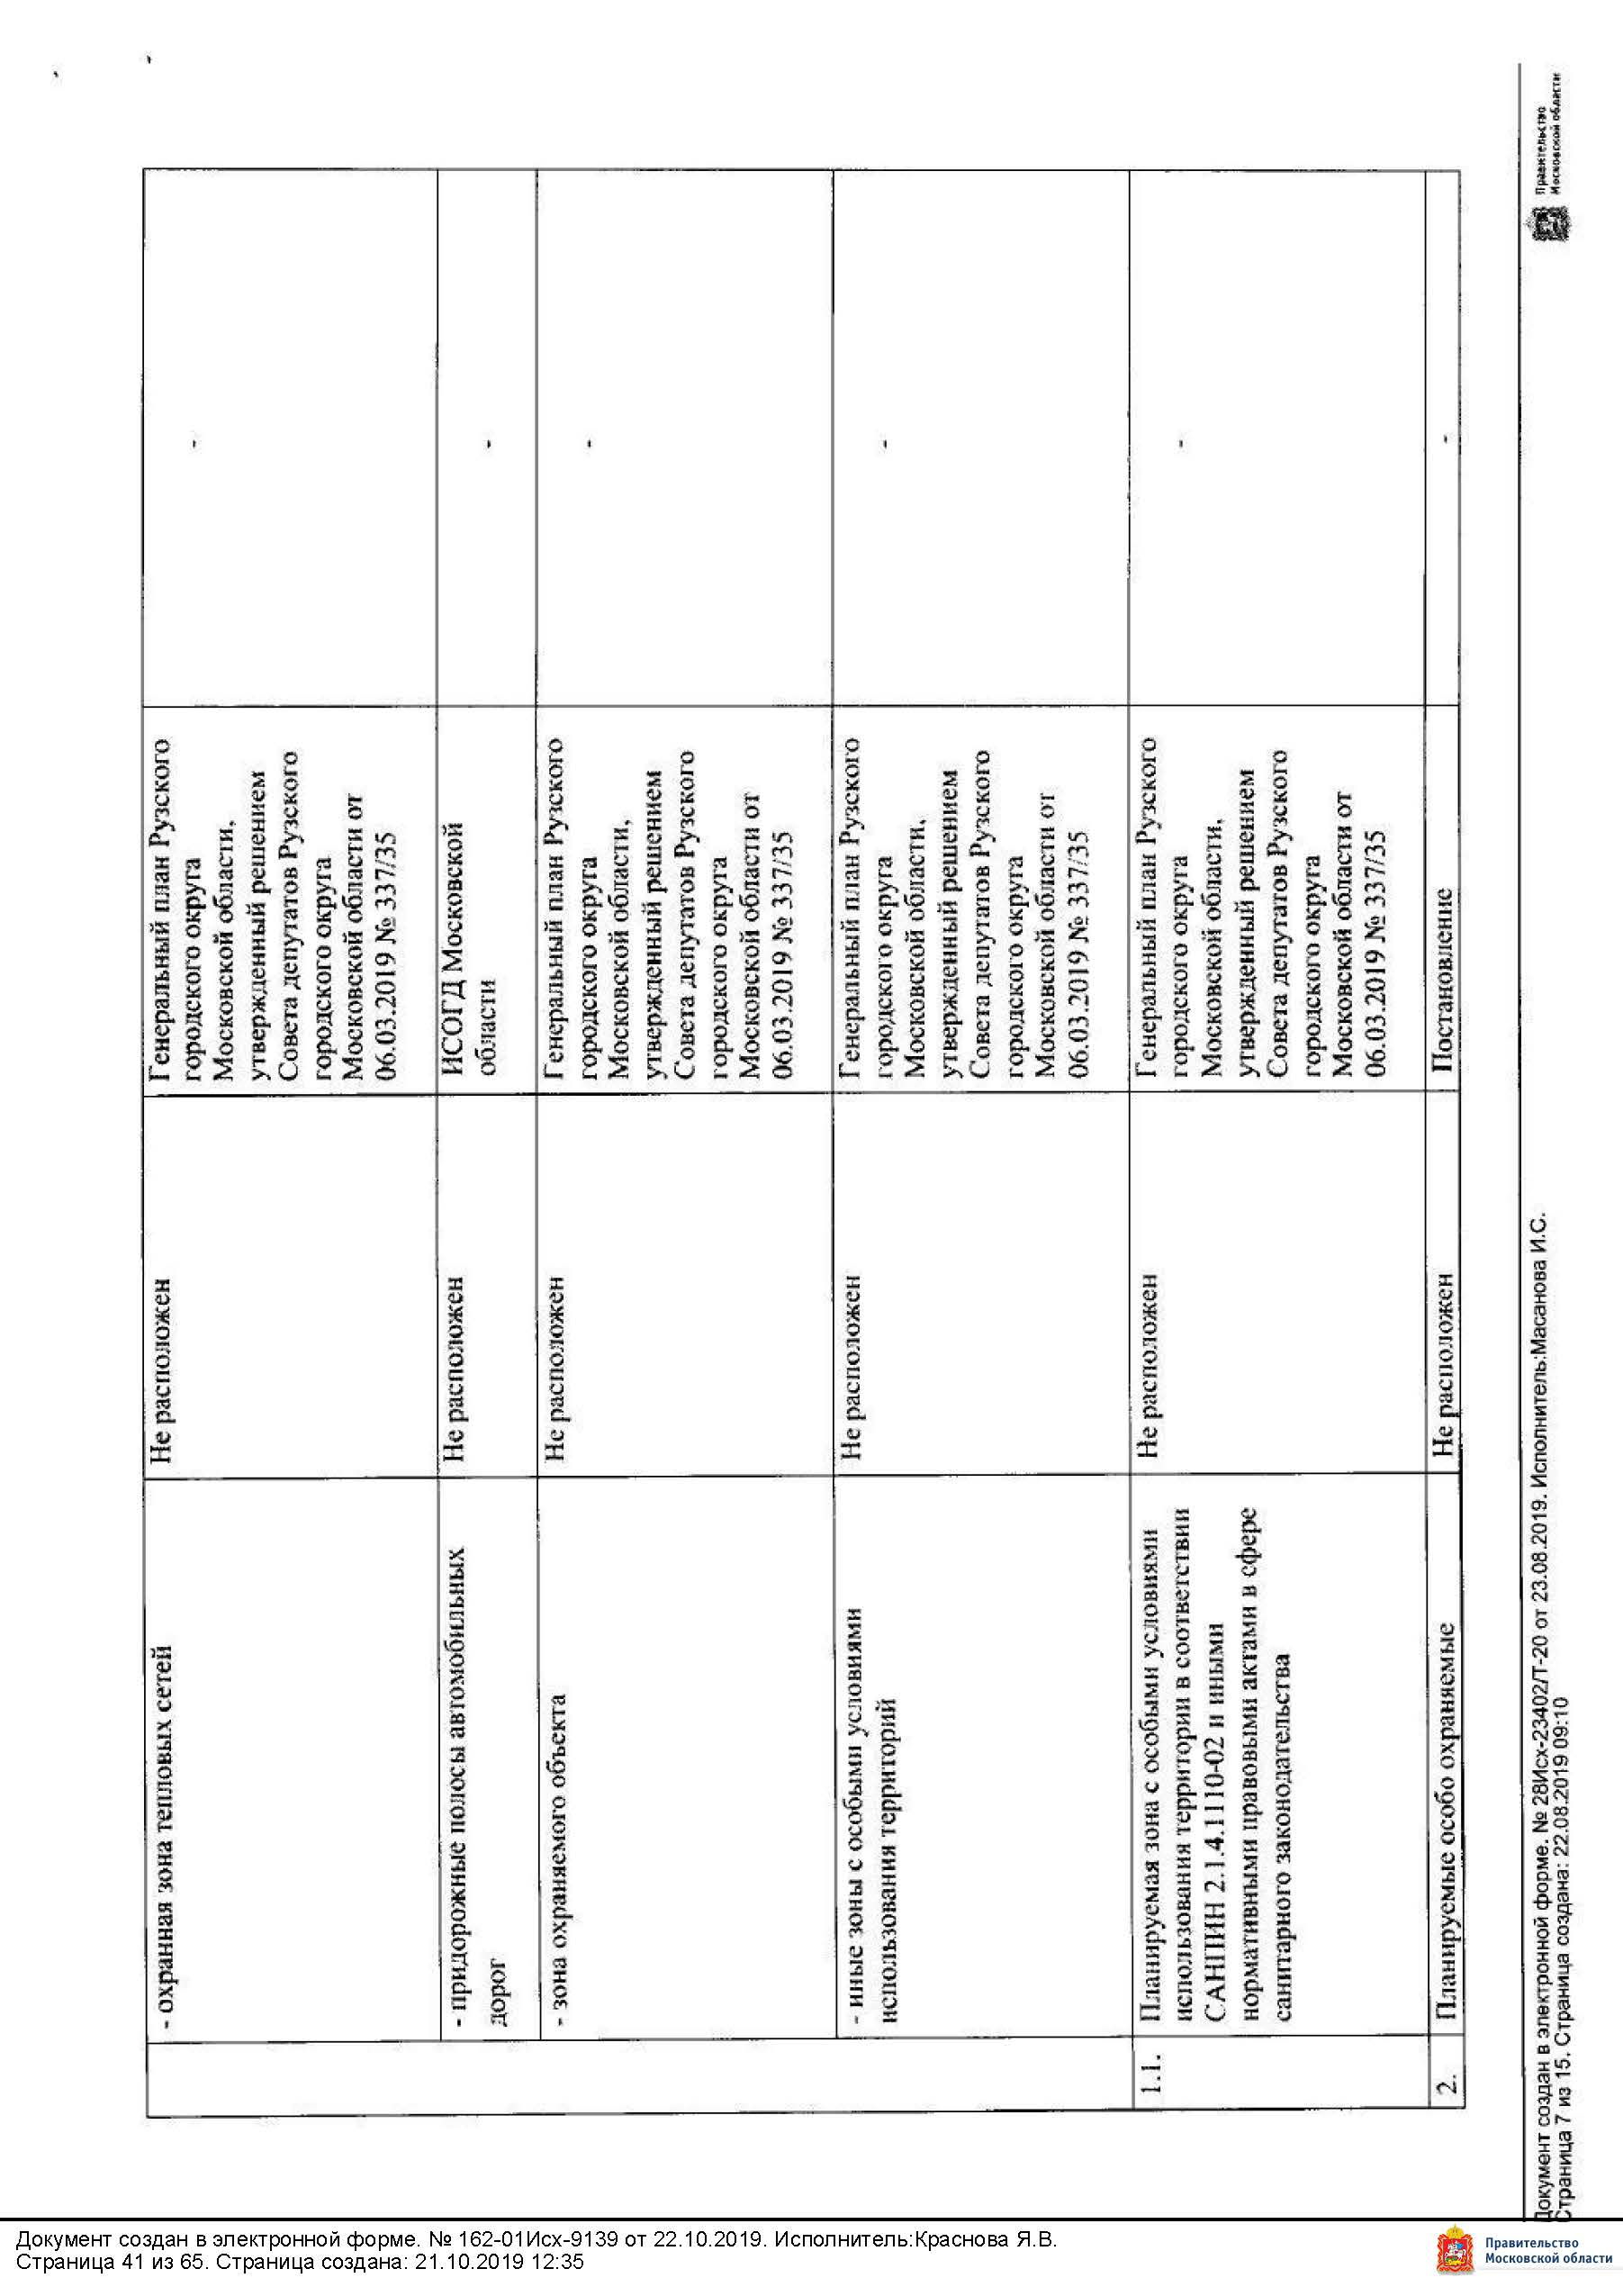 - охранная зона тепловых сетей
Не расположен
Генеральный план Рузского
городского округа
Московской области,
утвержденный решением
Совета депутатов Рузского
городского округа
Московской области от
06.03.2019 № 337/35
-
- придорожные полосы автомобильных
дорог
Не расположен
ИСОГД Московской
области
-
- зона охраняемого объекта
Не расположен
Генеральный план Рузского
городского округа
Московской области,
утвержденный решением
Совета депутатов Рузского
городского округа
Московской области от
06.03.2019 № 337/35
-
- иные зоны с особыми условиями
использования территорий
Не расположен
Генеральный план Рузского
городского округа
Московской области,
утвержденный решением
Совета депутатов Рузского
городского округа
Московской области от
06.03.2019 № 337/35
-
1.1.
Планируемая зона с особыми условиями
использования территории в соответствии
САНПИН 2.1.4.1110-02 и иными
нормативными правовыми актами в сфере
санитарного законодательства
Не расположен
Генеральный план Рузского
городского округа
Московской области,
утвержденный решением
Совета депутатов Рузского
городского округа
Московской области от
06.03.2019 № 337/35
-
2.
Планируемые особо охраняемые
Не расположен
Постановление
-
Документ создан в электронной форме. № 28Исх-23402/Т-20 от 23.08.2019. Исполнитель:Масанова И.С.
Страница 7 из 15. Страница создана: 22.08.2019 09:10
Правительство
Московской области
Документ создан в электронной форме. № 162-01Исх-9139 от 22.10.2019. Исполнитель:Краснова Я.В.
Страница 41 из 65. Страница создана: 21.10.2019 12:35
Правительство
Московской области